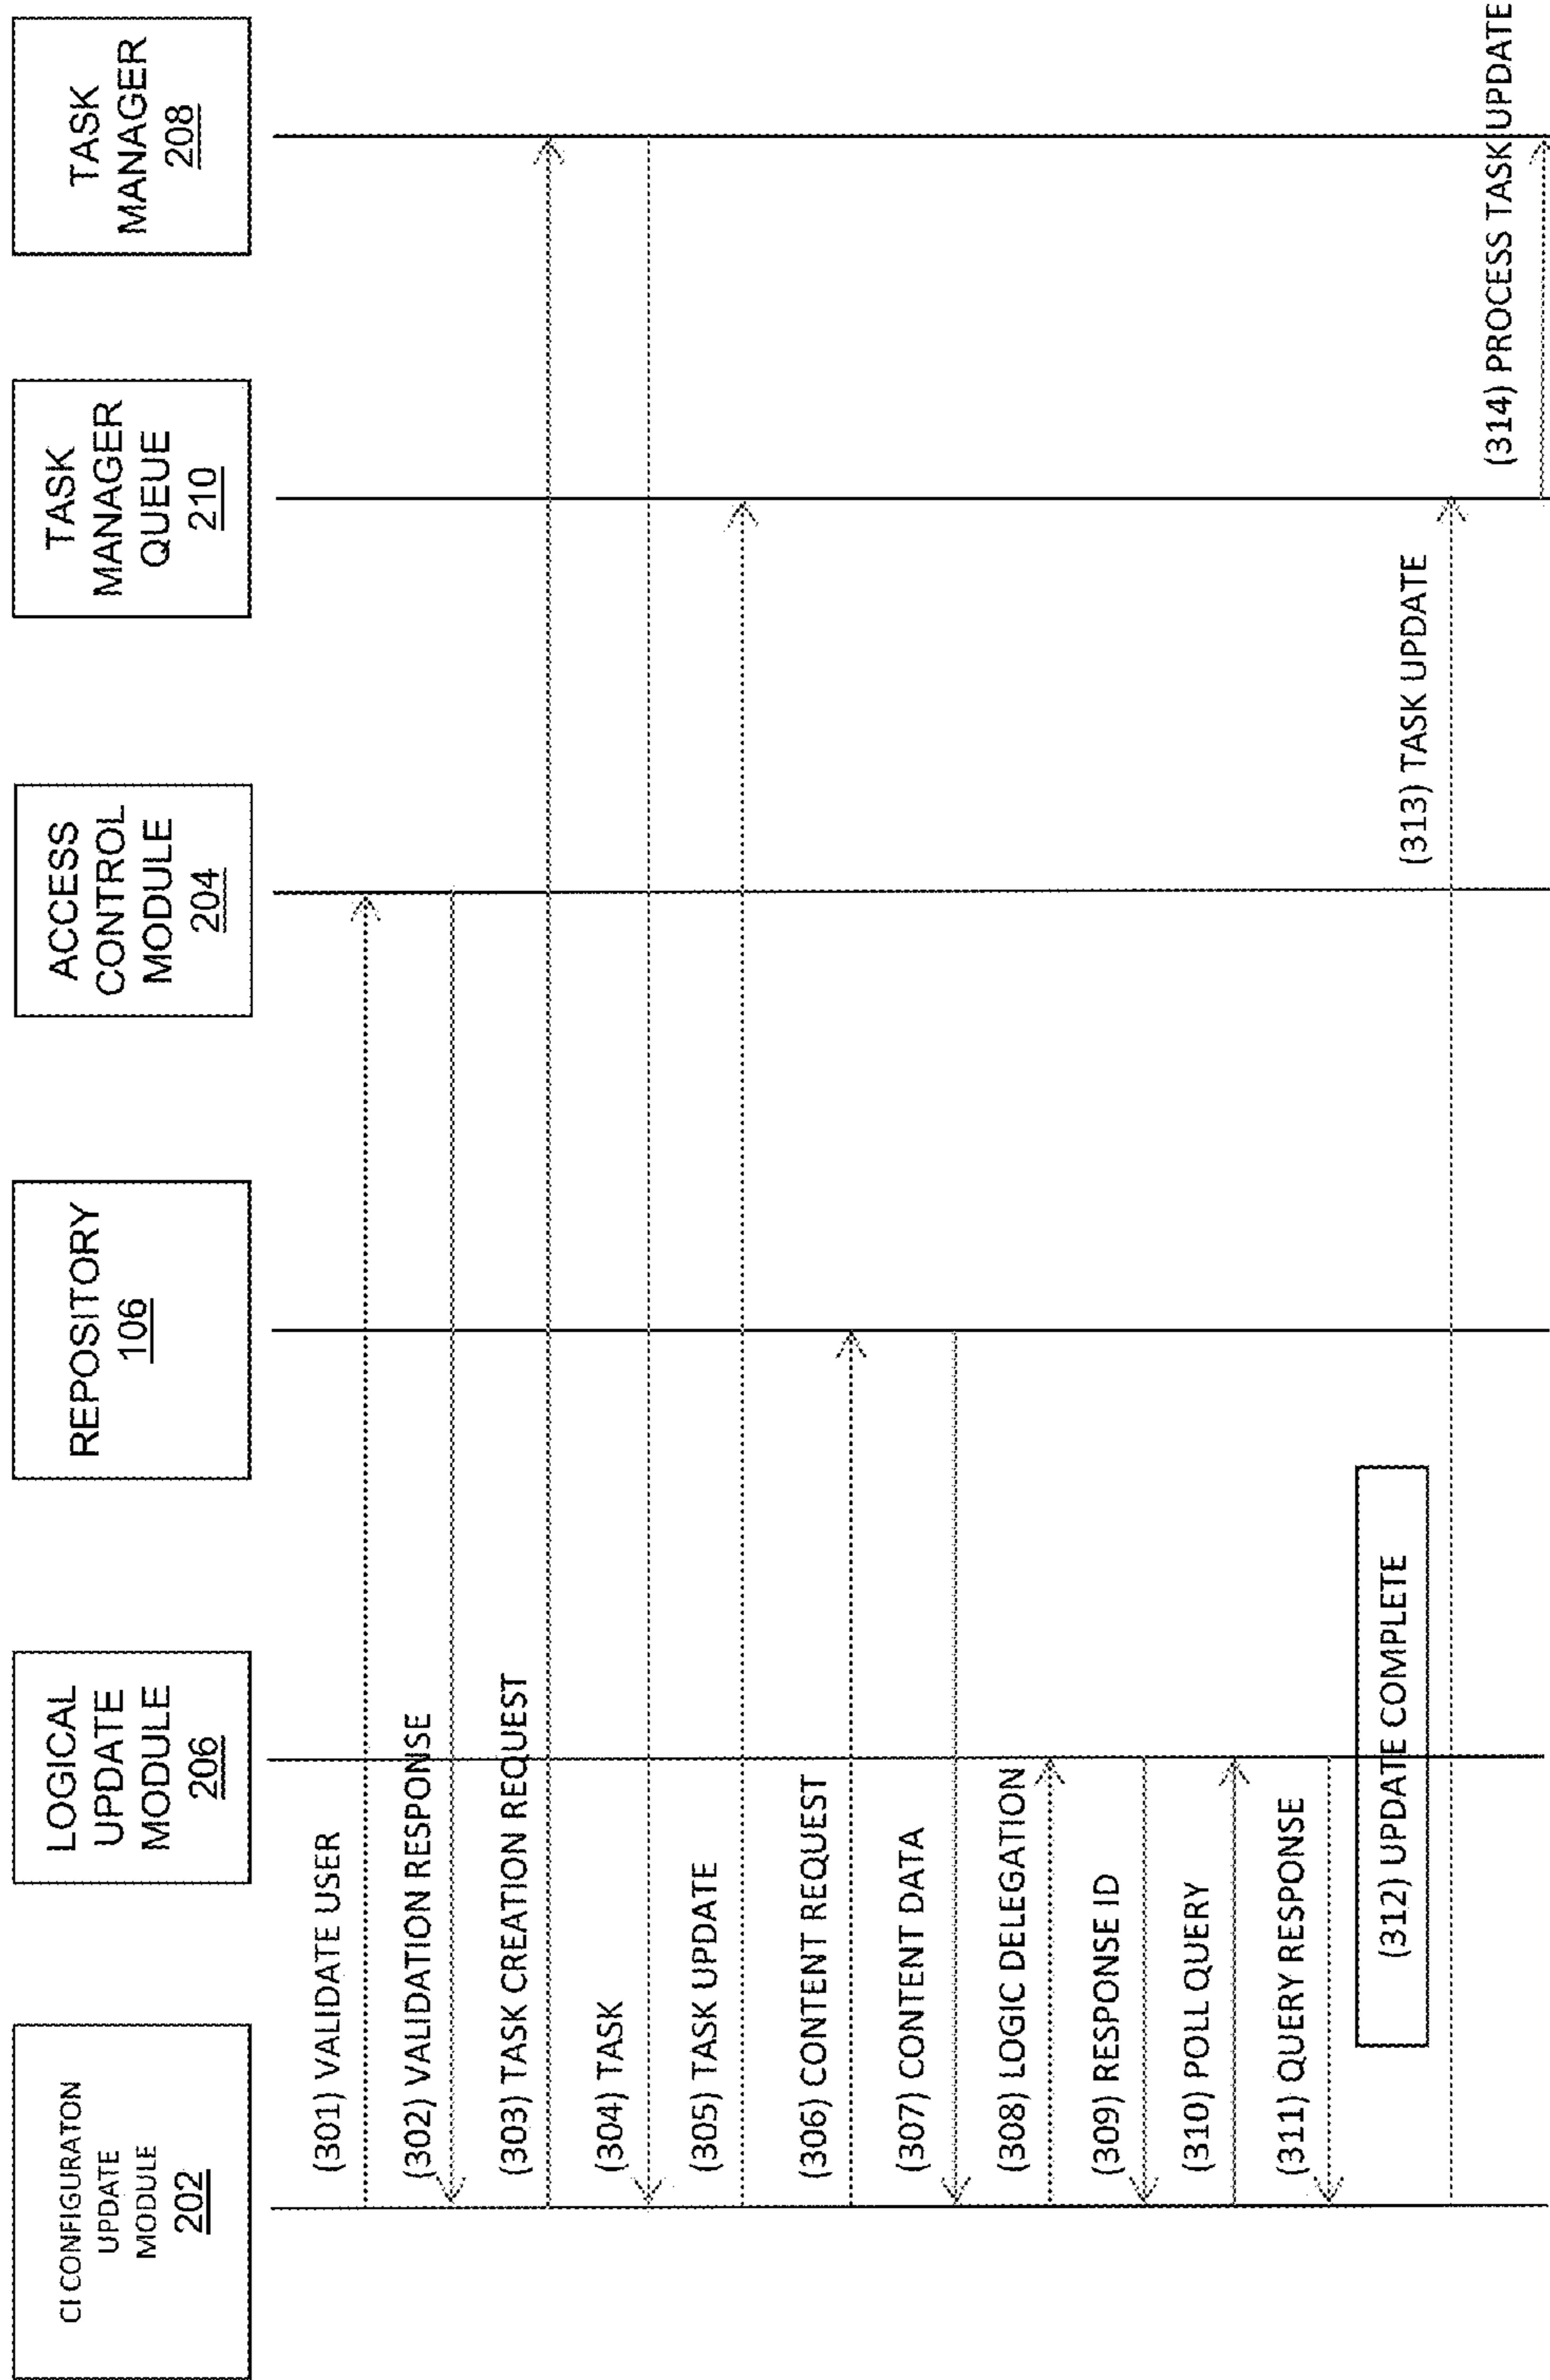 CI CONFIGURATON
UPDATE
MODULE
202
LOGICAL
UPDATE
MODULE
206
REPOSITORY
106
ACCESS
CONTROL
MODULE
204
TASK
MANAGER
QUEUE
210
TASK
MANAGER
208
(301) VALIDATE USER
(302) VALIDATION RESPONSE
(303) TASK CREATION REQUEST
(304) TASK
(305) TASK UPDATE
(306) CONTENT REQUEST
(307) CONTENT DATA
(308) LOGIC DELEGATION
(309) RESPONSE ID
(310) POLL QUERY
(311) QUERY RESPONSE
(312) UPDATE COMPLETE
(313) TASK UPDATE
(314) PROCESS TASK UPDATE